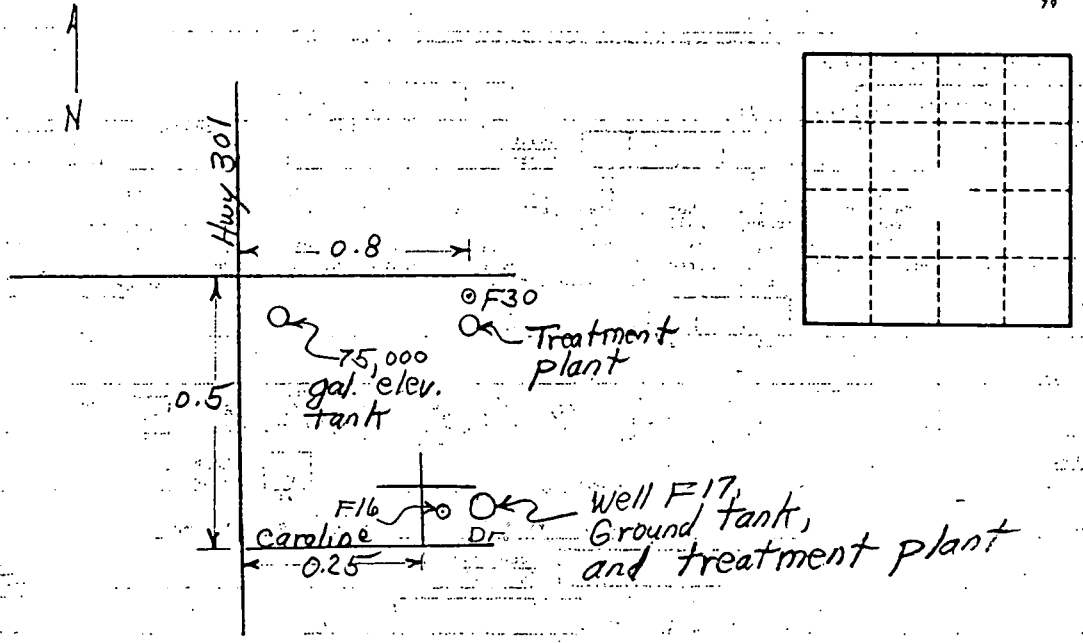 79
N
Hwy 301
0.8
F30
Treatment
plant
75,000
gal. elev.
tank
0.5
F16
Well F17,
Ground tank,
and treatment plant
Caroline Dr.
0.25